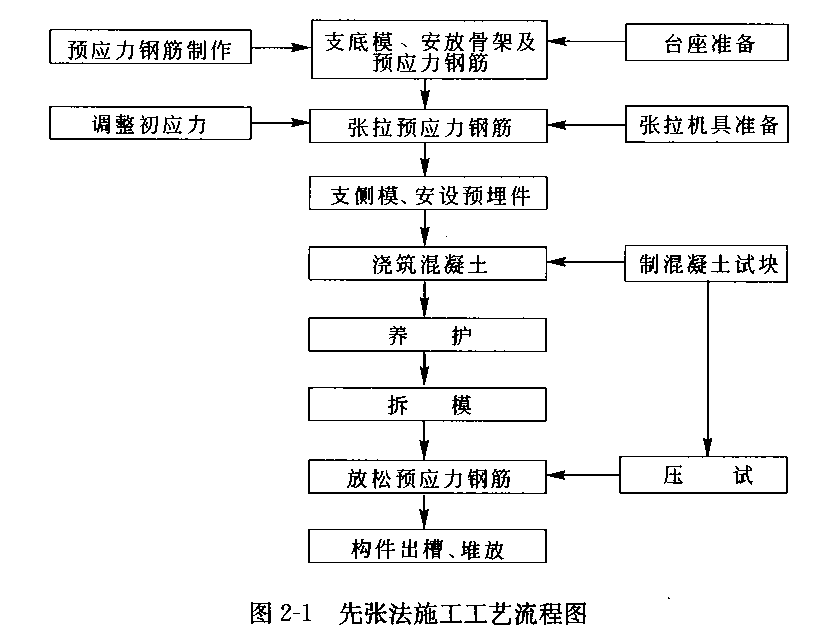 预应力钢筋制作
支底模、安放骨架及
预应力钢筋
台座准备
调整初应力
张拉预应力钢筋
张拉机具准备
支侧模、安设预埋件
浇筑混凝土
制混凝土试块
养 护
拆 模
放松预应力钢筋
压 试
构件出槽、堆放
图 2-1 先张法施工工艺流程图